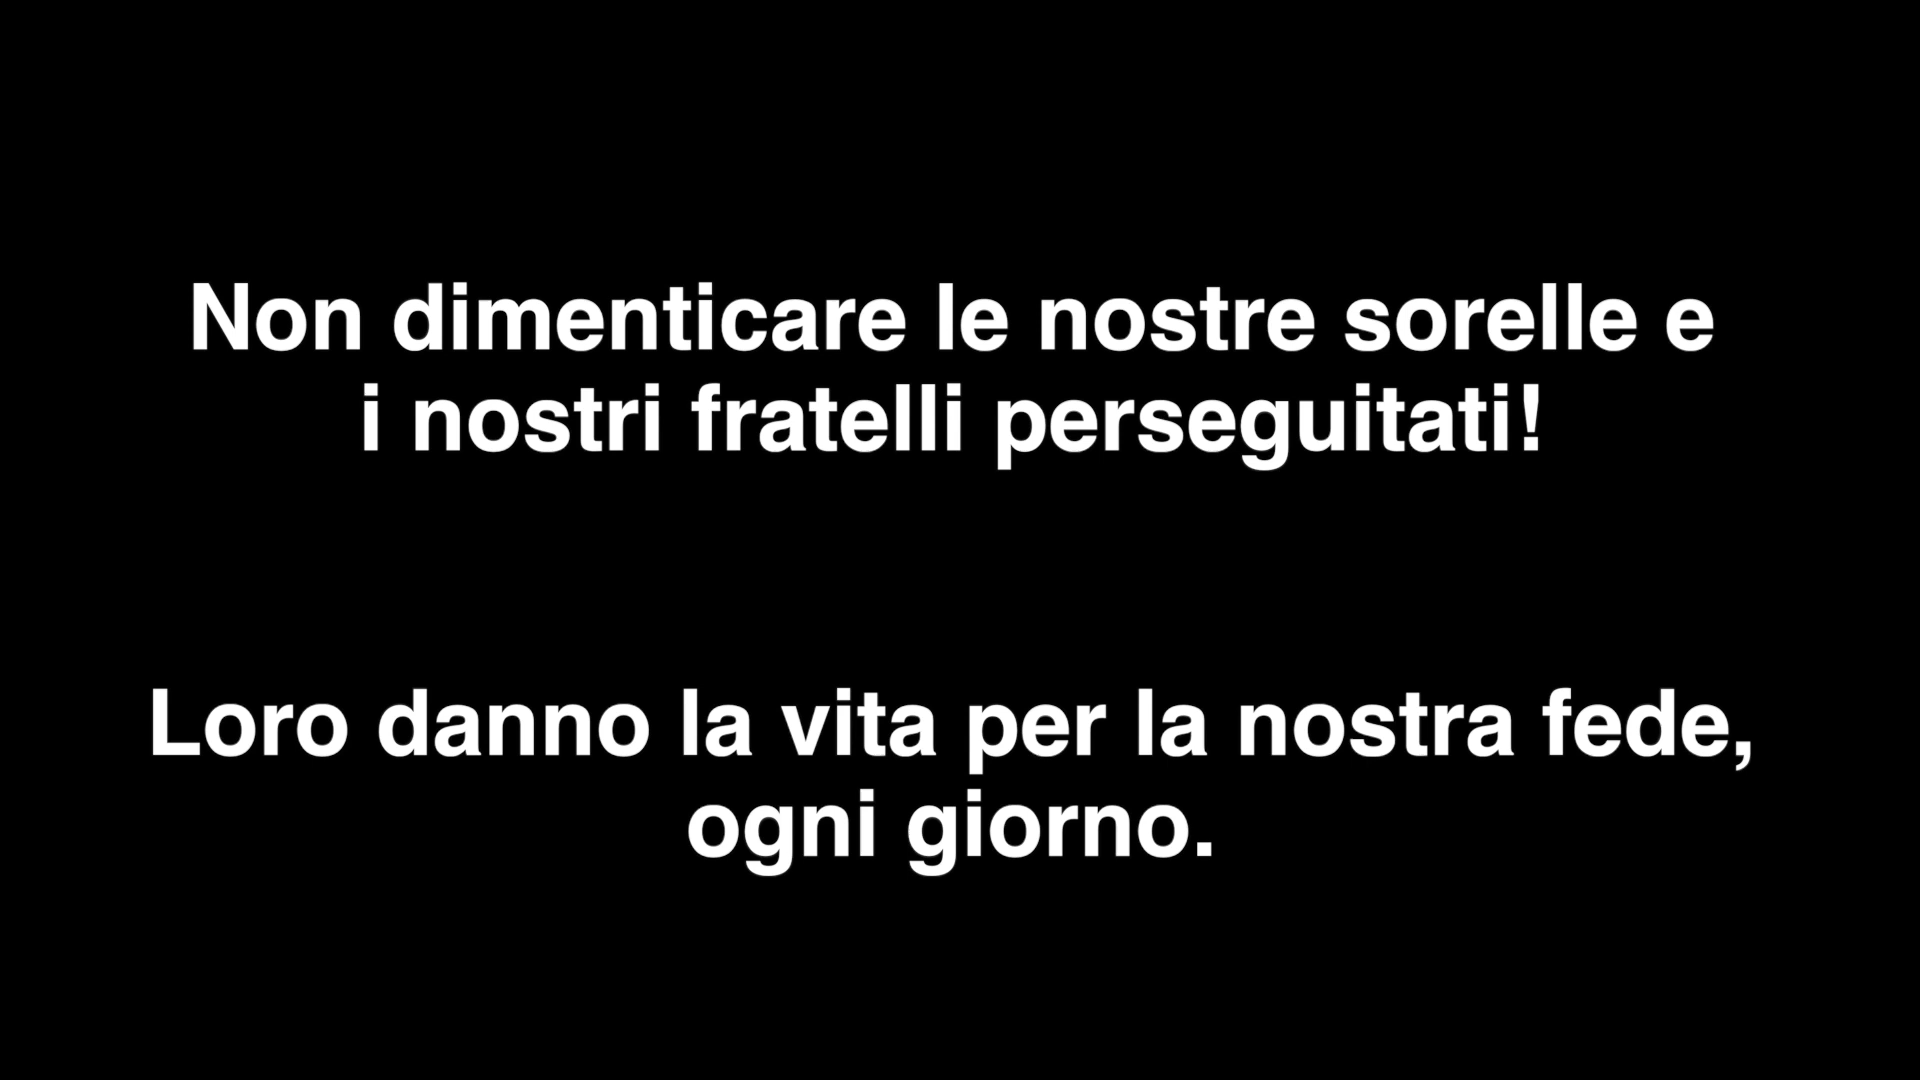 Non dimenticare le nostre sorelle e
i nostri fratelli perseguitati!
Loro danno la vita per la nostra fede,
ogni giorno.